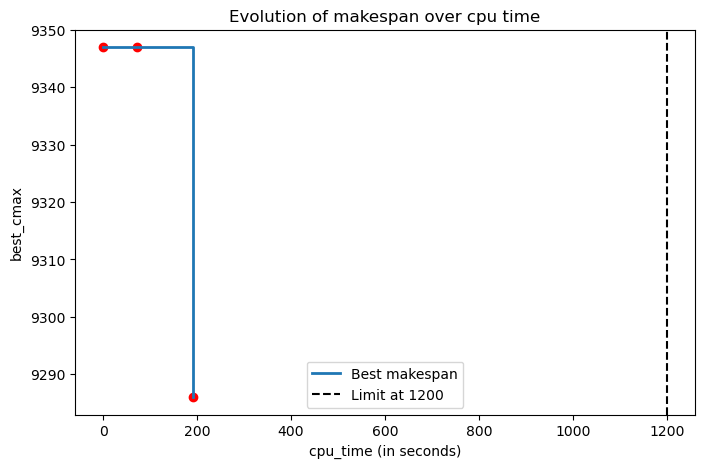 Evolution of makespan over cpu time
best_cmax
9350
9340
9330
9320
9310
9300
9290
Best makespan
Limit at 1200
0 200 400 600 800 1000 1200
cpu_time (in seconds)